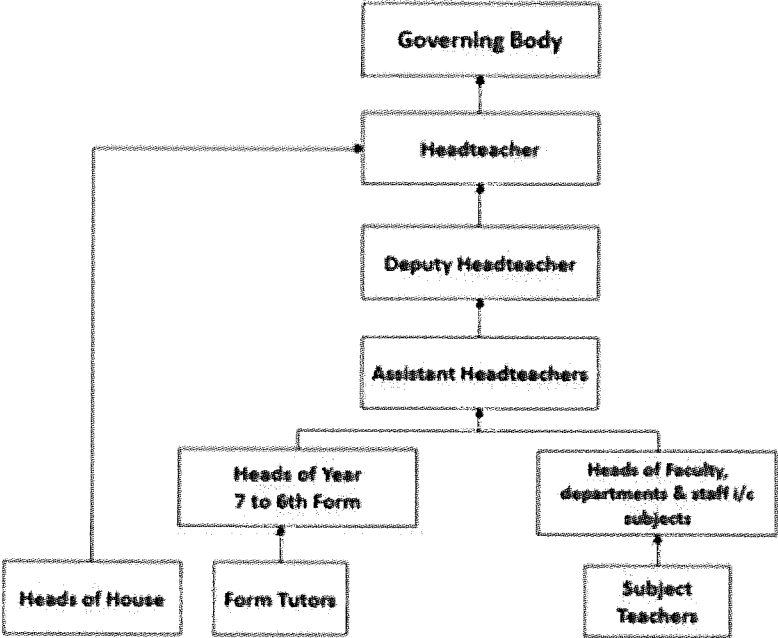 Governing Body
Headteacher
Deputy Headteacher
Assistant Headteachers
Heads of Year
7 to 6th Form
Heads of Faculty,
departments & staff i/c
subjects
Heads of House
Form Tutors
Subject
Teachers